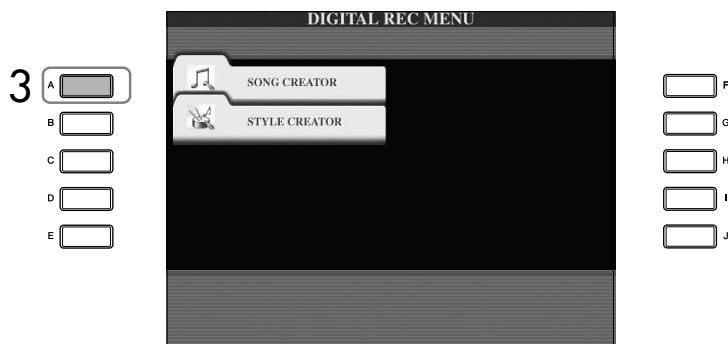 DIGITAL REC MENU
3
A
SONG CREATOR
F
B
STYLE CREATOR
G
C
H
D
I
E
J